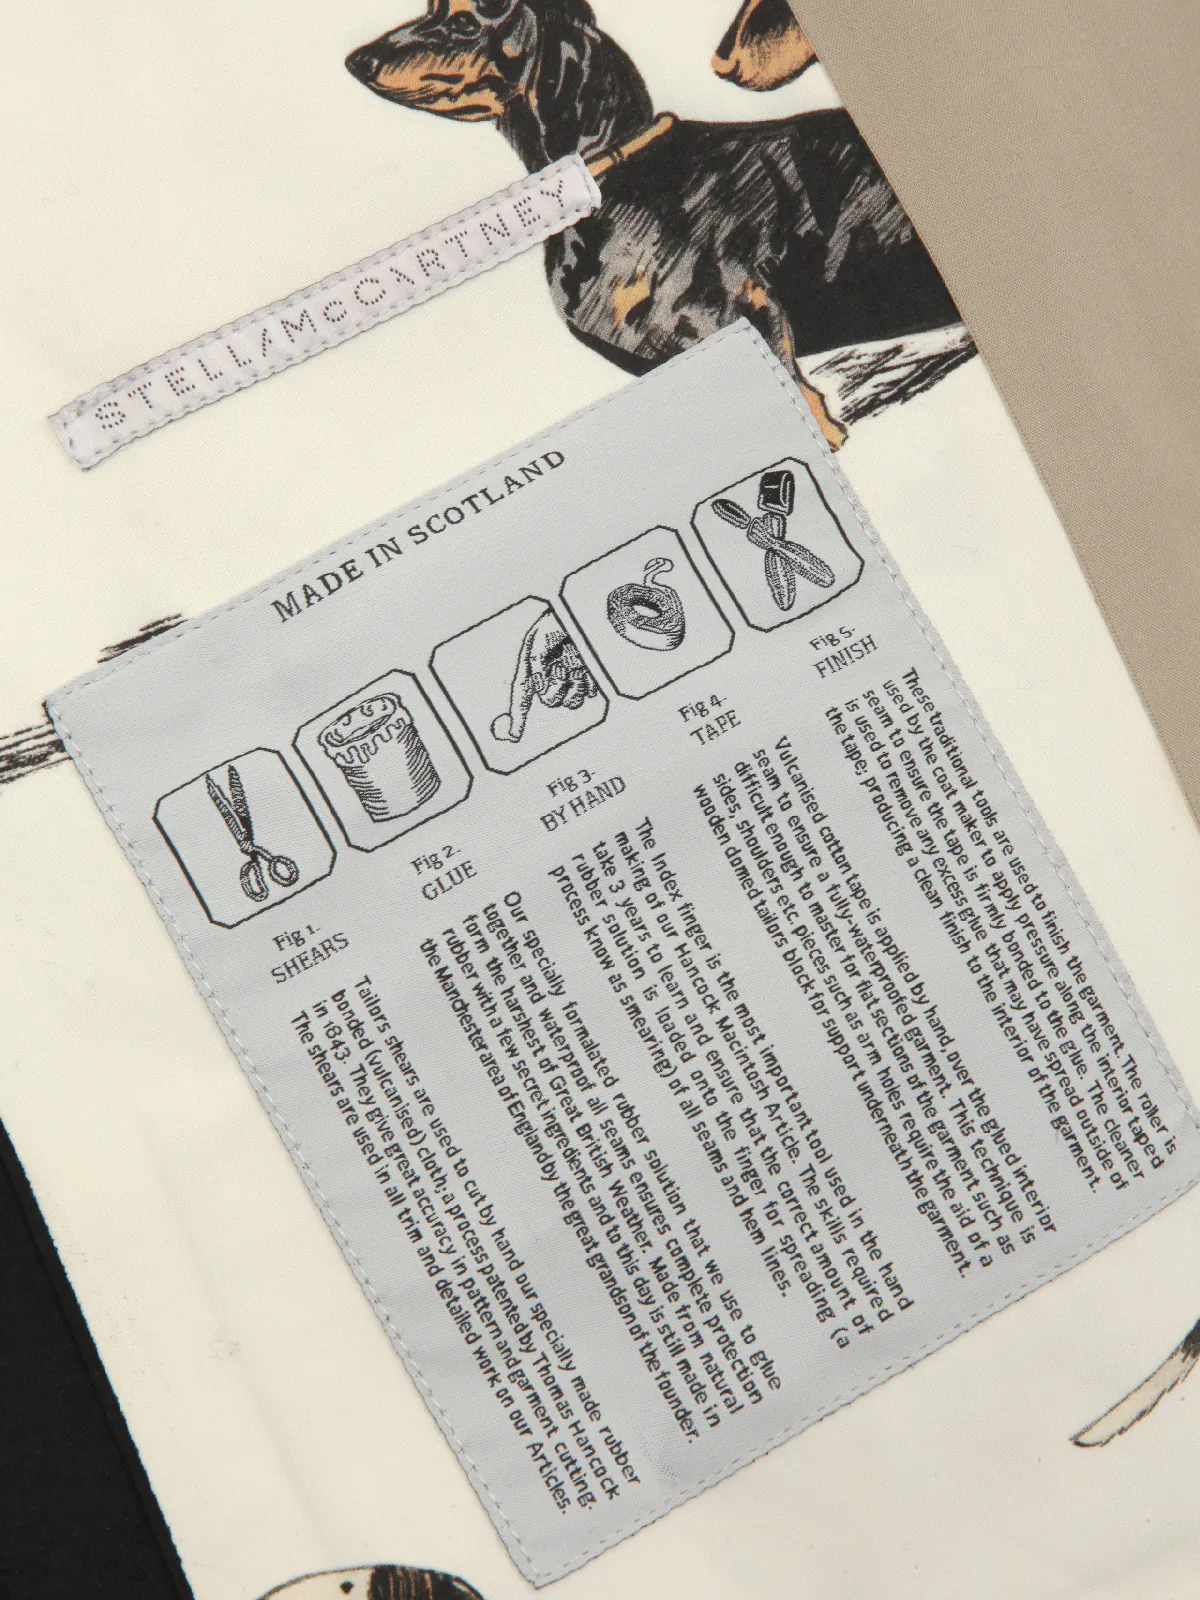 STELLA McCARTNEY
MADE IN SCOTLAND
Fig 1.
SHEARS
Tailors shears are used to cut by hand our specially made rubber
bonded (vulcanised) cloth; a process patented by Thomas Hancock
in 1843. They give great accuracy in pattern and garment cutting.
The shears are used in all trim and detailed work on our Articles.
Fig 2.
GLUE
Our specially formalated rubber solution that we use to glue
together and waterproof all seams ensures complete protection
form the harshest of Great British Weather. Made from natural
rubber with a few secret ingredients and to this day is still made in
the Manchester area of England by the great grandson of the founder.
Fig 3.
BY HAND
The Index finger is the most important tool used in the hand
making of our Hancock Macintosh Article. The skills required
take 3 years to learn and ensure that the correct amount of
rubber solution is loaded onto the finger for spreading (a
process know as smearing) of all seams and hem lines.
Fig 4.
TAPE
Vulcanised cotton tape is applied by hand, over the glued interior
seam to ensure a fully-waterproofed garment. This technique is
difficult enough to master for flat sections of the garment such as
sides, shoulders etc. pieces such as arm holes require the aid of a
wooden domed tailors block for support underneath the garment.
Fig 5.
FINISH
These traditional tools are used to finish the garment. The roller is
used by the coat maker to apply pressure along the interior taped
seam to ensure the tape is firmly bonded to the glue. The cleaner
is used to remove any excess glue that may have spread outside of
the tape; producing a clean finish to the interior of the garment.